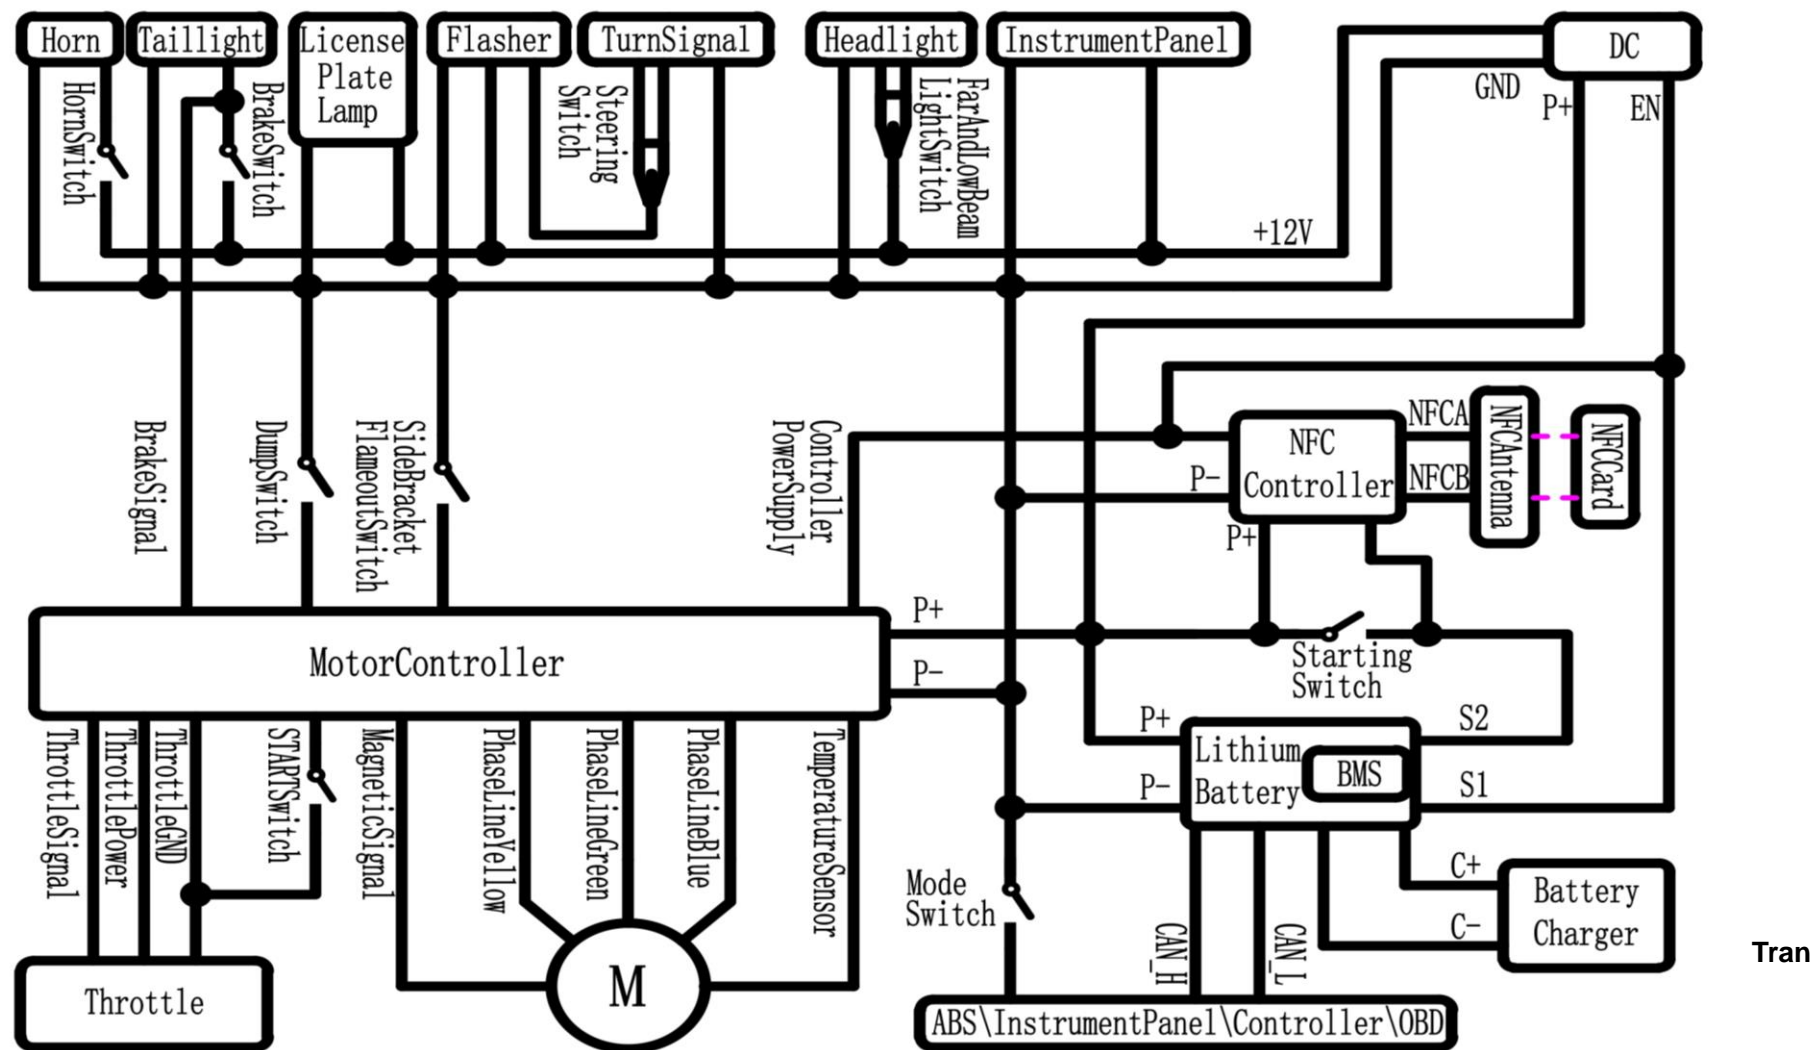 Horn
Taillight
License
Plate
Lamp
Flasher
TurnSignal
Headlight
InstrumentPanel
DC
GND
P+
EN
HornSwitch
BrakeSwitch
Steering
Switch
FarAndLowBeam
LightSwitch
+12V
BrakeSignal
DumpSwitch
SideBracket
FlameoutSwitch
Controller
PowerSupply
NFC
Controller
P-
P+
NFCA
NFCB
NFCAntenna
NFCCard
MotorController
P+
P-
Starting
Switch
P+
P-
Lithium
Battery
BMS
S2
S1
ThrottleSignal
ThrottlePower
ThrottleGND
STARTSwitch
MagneticSignal
PhaseLineYellow
PhaseLineGreen
PhaseLineBlue
TemperatureSensor
Mode
Switch
CAN_H
CAN_L
C+
C-
Battery
Charger
Tran
Throttle
M
ABS\InstrumentPanel\Controller\OBD